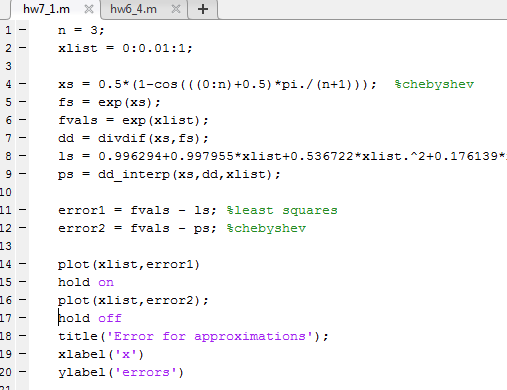 hw7_1.m × hw6_4.m × +
1 – n = 3;
2 – xlist = 0:0.01:1;
3
4 – xs = 0.5*(1-cos(((0:n)+0.5)*pi./(n+1))); %chebyshev
5 – fs = exp(xs);
6 – fvals = exp(xlist);
7 – dd = divdif(xs,fs);
8 – ls = 0.996294+0.997955*xlist+0.536722*xlist.^2+0.176139*
9 – ps = dd_interp(xs,dd,xlist);
10
11 – error1 = fvals - ls; %least squares
12 – error2 = fvals - ps; %chebyshev
13
14 – plot(xlist,error1)
15 – hold on
16 – plot(xlist,error2);
17 – hold off
18 – title('Error for approximations');
19 – xlabel('x')
20 – ylabel('errors')